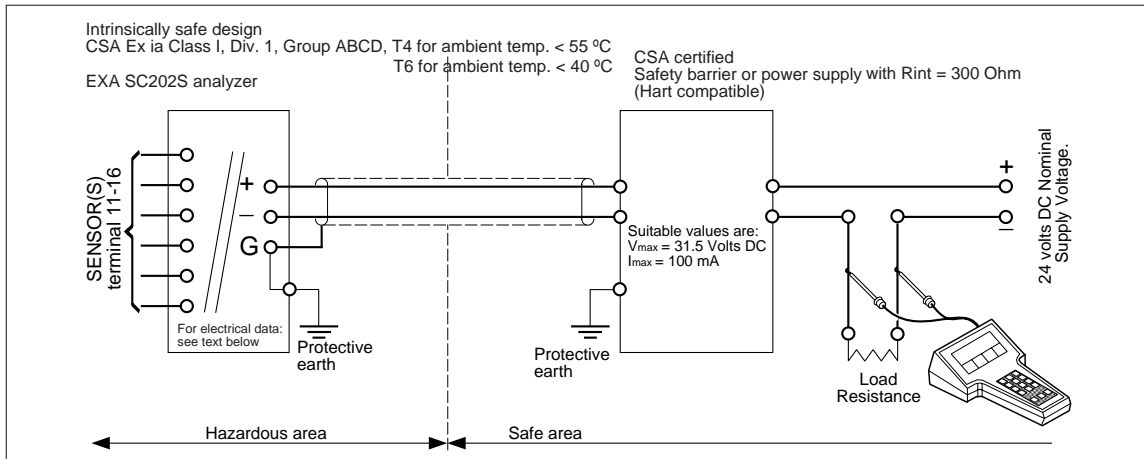 Intrinsically safe design
CSA Ex ia Class I, Div. 1, Group ABCD, T4 for ambient temp. < 55 ºC
T6 for ambient temp. < 40 ºC
EXA SC202S analyzer
CSA certified
Safety barrier or power supply with Rint = 300 Ohm
(Hart compatible)
SENSOR(S)
terminal 11-16
+
–
G
For electrical data:
see text below
Protective
earth
Protective
earth
Suitable values are:
Vmax = 31.5 Volts DC
Imax = 100 mA
+
–
24 volts DC Nominal
Supply Voltage.
Load
Resistance
Hazardous area
Safe area